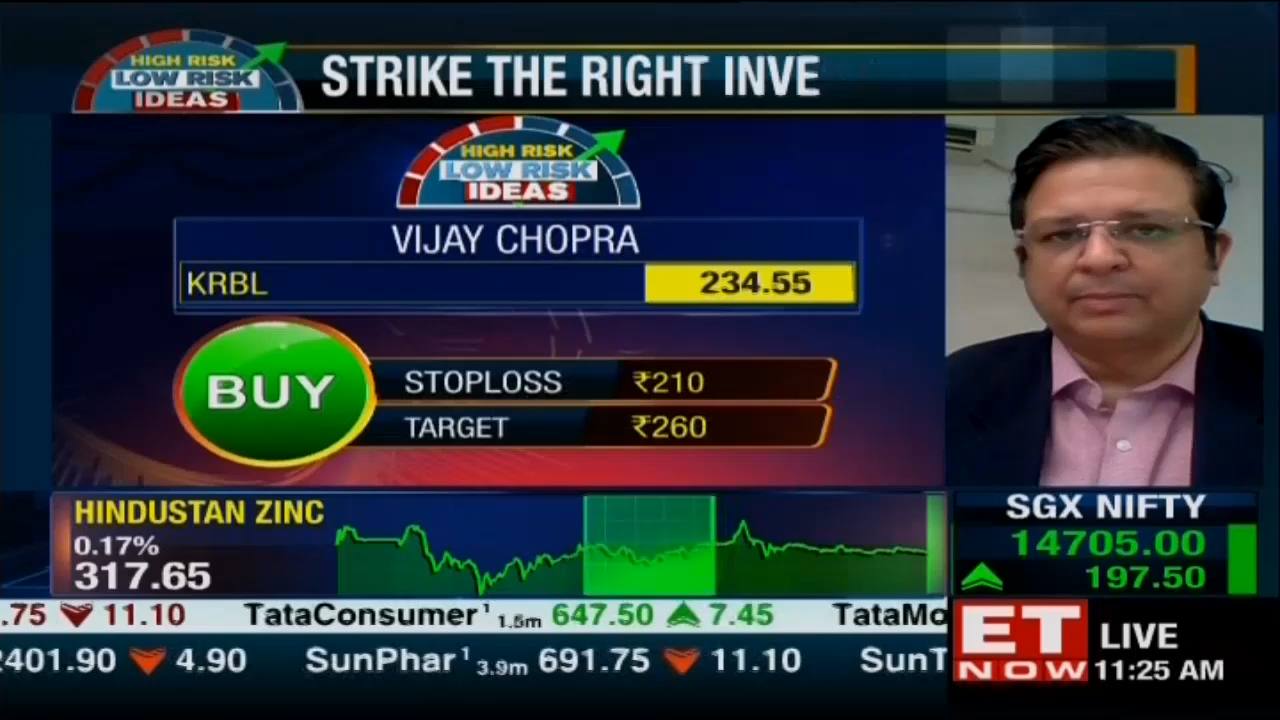 HIGH RISK
LOW RISK
IDEAS
STRIKE THE RIGHT INVE
HIGH RISK
LOW RISK
IDEAS
VIJAY CHOPRA
KRBL 234.55
BUY
STOPLOSS ₹210
TARGET ₹260
HINDUSTAN ZINC
0.17%
317.65
SGX NIFTY
14705.00
197.50
.75 11.10 TataConsumer¹ 1.5m 647.50 7.45 TataMo
2401.90 4.90 SunPhar¹ 3.9m 691.75 11.10 SunT
ET
NOW
LIVE
11:25 AM